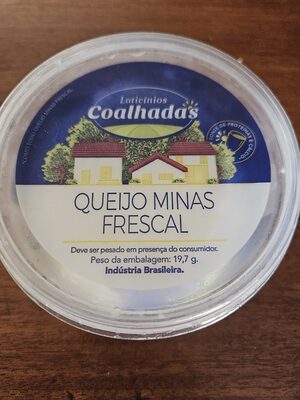 Laticínios
Coalhadas
QUEIJO MINAS
FRESCAL
Deve ser pesado em presença do consumidor.
Peso da embalagem: 19,7 g.
Indústria Brasileira.